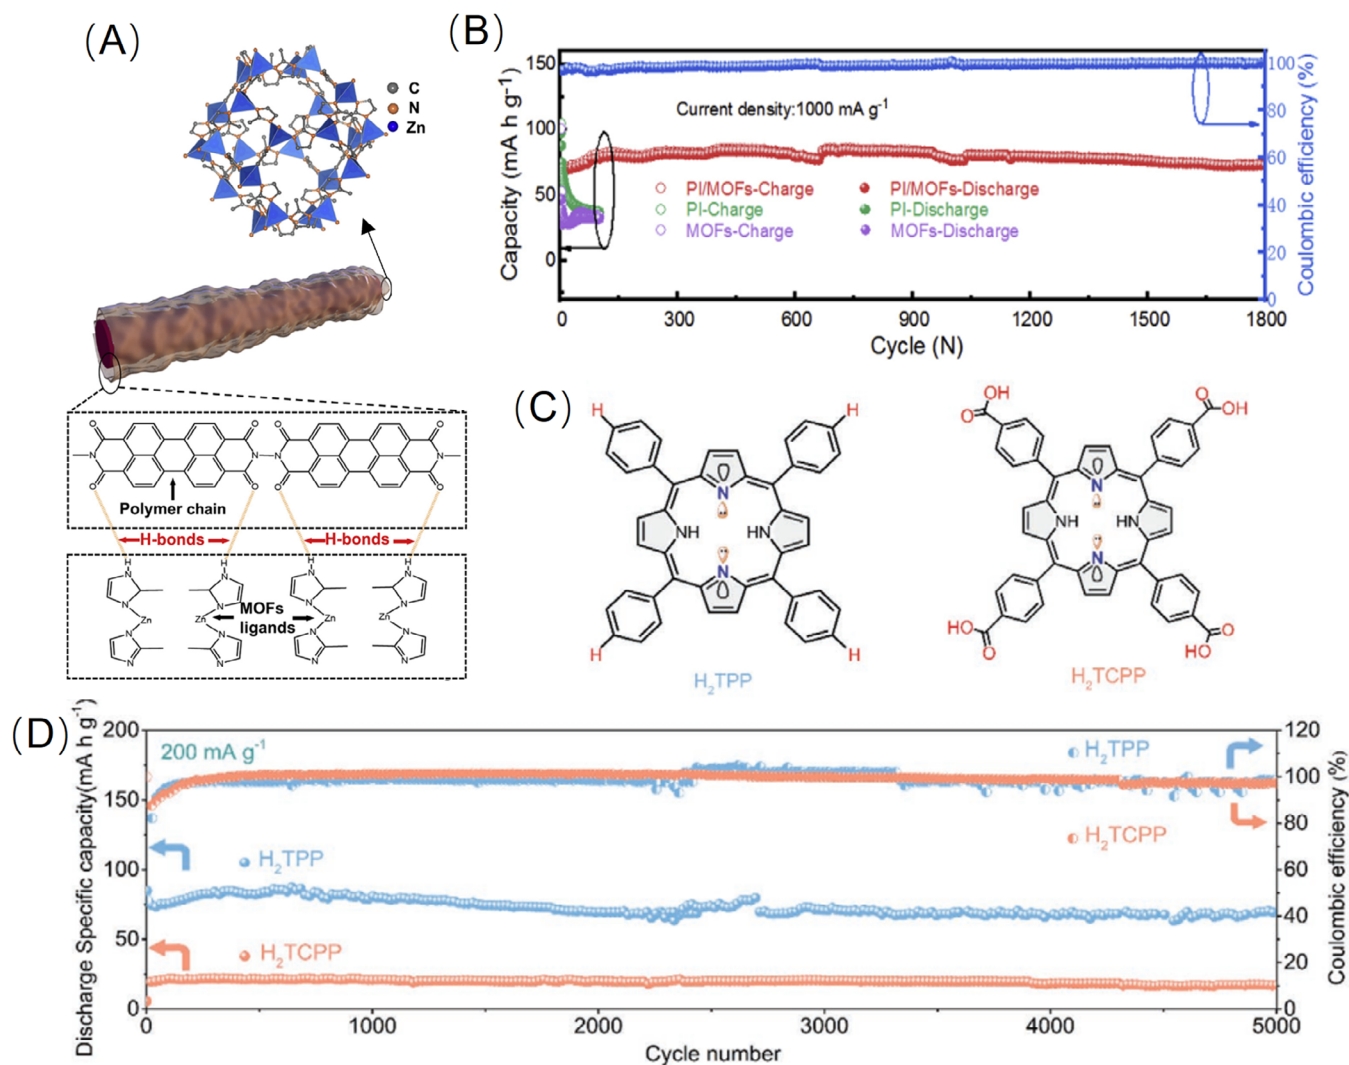 (A)
C
N
Zn
O O O O
N N N N
O O O O
Polymer chain
H-bonds H-bonds
H H H H
N N N N
N N N N
Zn Zn Zn Zn
MOFs
ligands
N N N N
N N N N
(B)
Capacity (mA h g⁻¹)
150
100
50
0
Current density:1000 mA g⁻¹
PI/MOFs-Charge PI/MOFs-Discharge
PI-Charge PI-Discharge
MOFs-Charge MOFs-Discharge
100
80
60
40
20
0
Coulombic efficiency (%)
0 300 600 900 1200 1500 1800
Cycle (N)
(C)
H H
N
NH HN
N
H H
H₂TPP
OH O
O OH
N
NH HN
N
HO O
O HO
H₂TCPP
(D)
Discharge Specific capacity(mA h g⁻¹)
200
150
100
50
0
200 mA g⁻¹
H₂TPP
H₂TCPP
H₂TPP
H₂TCPP
120
100
80
60
40
20
0
Coulombic efficiency (%)
0 1000 2000 3000 4000 5000
Cycle number